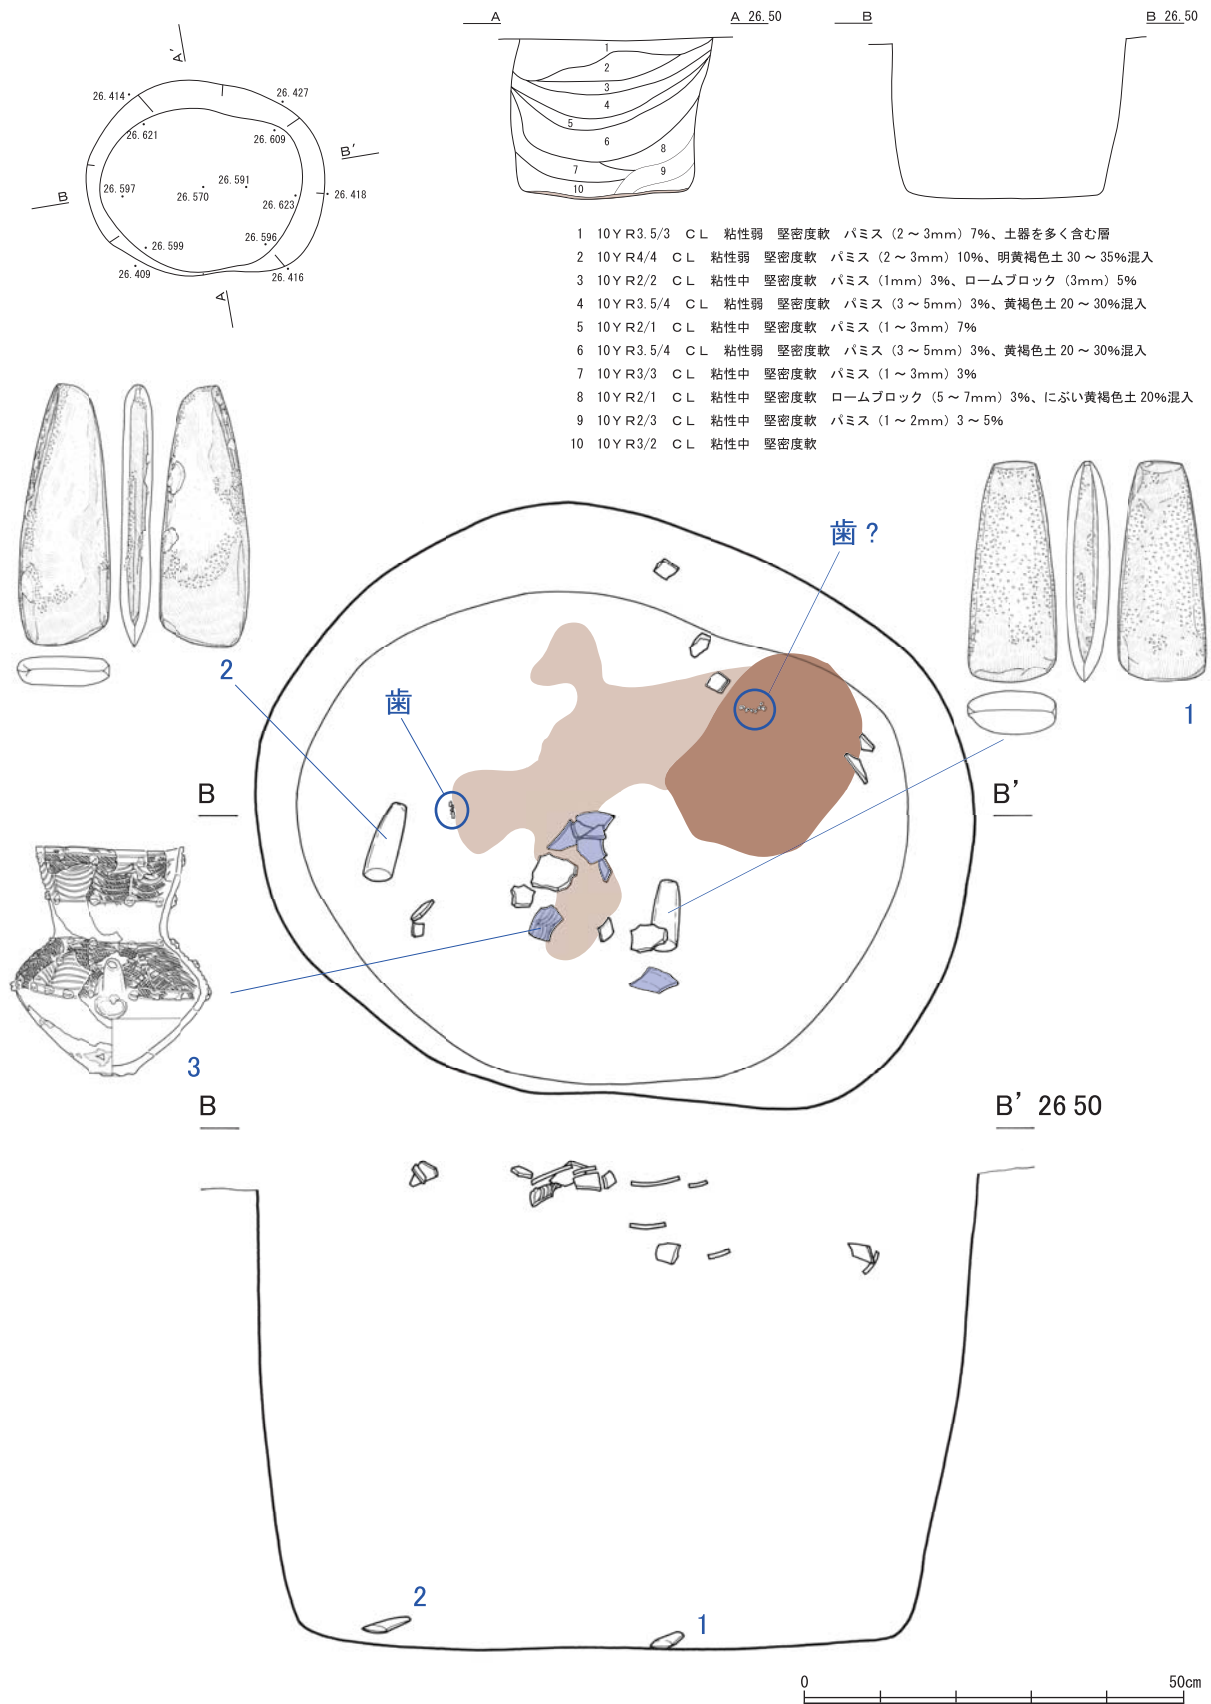 A
A 26.50
B
B 26.50
A'
26.414
26.427
26.621
26.609
B'
B
26.597
26.591
26.570
26.418
26.623
26.599
26.596
26.409
26.416
A
1
2
3
4
5
6
7
8
9
10
1 10YR3.5/3 CL 粘性弱 堅密度軟 パミス(2~3mm)7%、土器を多く含む層
2 10YR4/4 CL 粘性弱 堅密度軟 パミス(2~3mm)10%、明黄褐色土30~35%混入
3 10YR2/2 CL 粘性中 堅密度軟 パミス(1mm)3%、ロームブロック(3mm)5%
4 10YR3.5/4 CL 粘性弱 堅密度軟 パミス(3~5mm)3%、黄褐色土20~30%混入
5 10YR2/1 CL 粘性中 堅密度軟 パミス(1~3mm)7%
6 10YR3.5/4 CL 粘性弱 堅密度軟 パミス(3~5mm)3%、黄褐色土20~30%混入
7 10YR3/3 CL 粘性中 堅密度軟 パミス(1~3mm)3%
8 10YR2/1 CL 粘性中 堅密度軟 ロームブロック(5~7mm)3%、にぶい黄褐色土20%混入
9 10YR2/3 CL 粘性中 堅密度軟 パミス(1~2mm)3~5%
10 10YR3/2 CL 粘性中 堅密度軟
歯?
2
歯
1
B
B'
3
B
B' 26 50
2
1
0
50cm